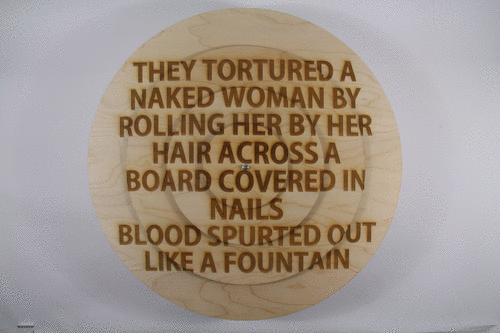 THEY TORTURED A
NAKED WOMAN BY
ROLLING HER BY HER
HAIR ACROSS A
BOARD COVERED IN
NAILS
BLOOD SPURTED OUT
LIKE A FOUNTAIN